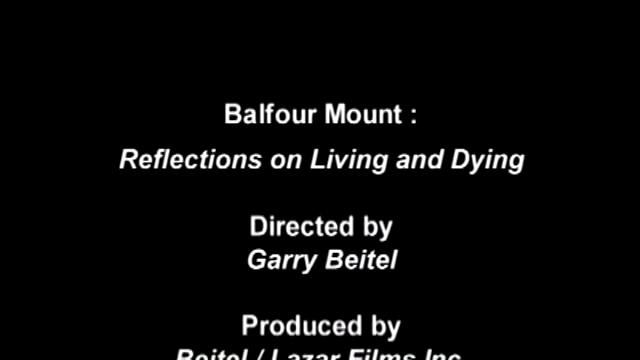 Balfour Mount :
Reflections on Living and Dying
Directed by
Garry Beitel
Produced by
Beitel / Lazar Films Inc